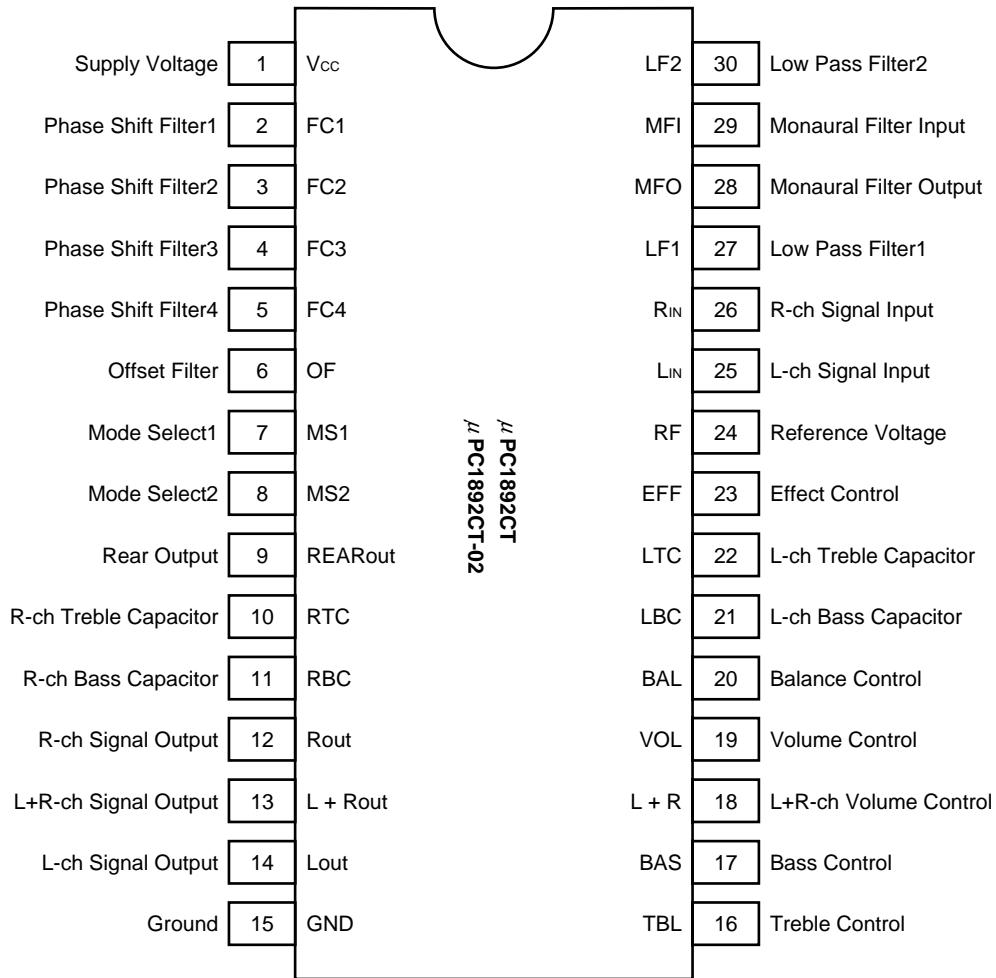 Supply Voltage 1 VCC LF2 30 Low Pass Filter2
Phase Shift Filter1 2 FC1 MFI 29 Monaural Filter Input
Phase Shift Filter2 3 FC2 MFO 28 Monaural Filter Output
Phase Shift Filter3 4 FC3 LF1 27 Low Pass Filter1
Phase Shift Filter4 5 FC4 RIN 26 R-ch Signal Input
Offset Filter 6 OF LIN 25 L-ch Signal Input
Mode Select1 7 MS1 RF 24 Reference Voltage
Mode Select2 8 MS2 EFF 23 Effect Control
Rear Output 9 REARout LTC 22 L-ch Treble Capacitor
R-ch Treble Capacitor 10 RTC LBC 21 L-ch Bass Capacitor
R-ch Bass Capacitor 11 RBC BAL 20 Balance Control
R-ch Signal Output 12 Rout VOL 19 Volume Control
L+R-ch Signal Output 13 L + Rout L + R 18 L+R-ch Volume Control
L-ch Signal Output 14 Lout BAS 17 Bass Control
Ground 15 GND TBL 16 Treble Control
μPC1892CT
μPC1892CT-02